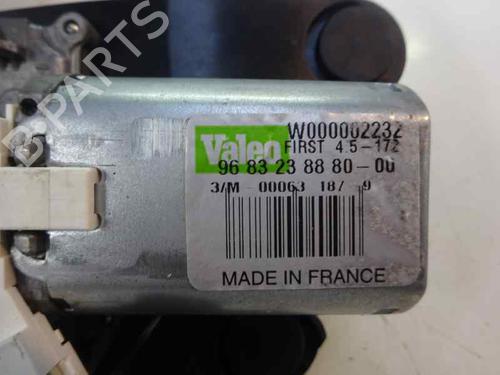 B-PARTS
Valeo
W000002232
FIRST 4.5-172
96 83 23 88 80-00
3/M - 00063 187 9
MADE IN FRANCE